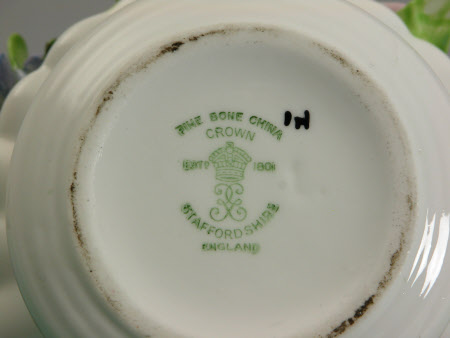 FINE BONE CHINA
CROWN
ESTD 1801
STAFFORDSHIRE
ENGLAND